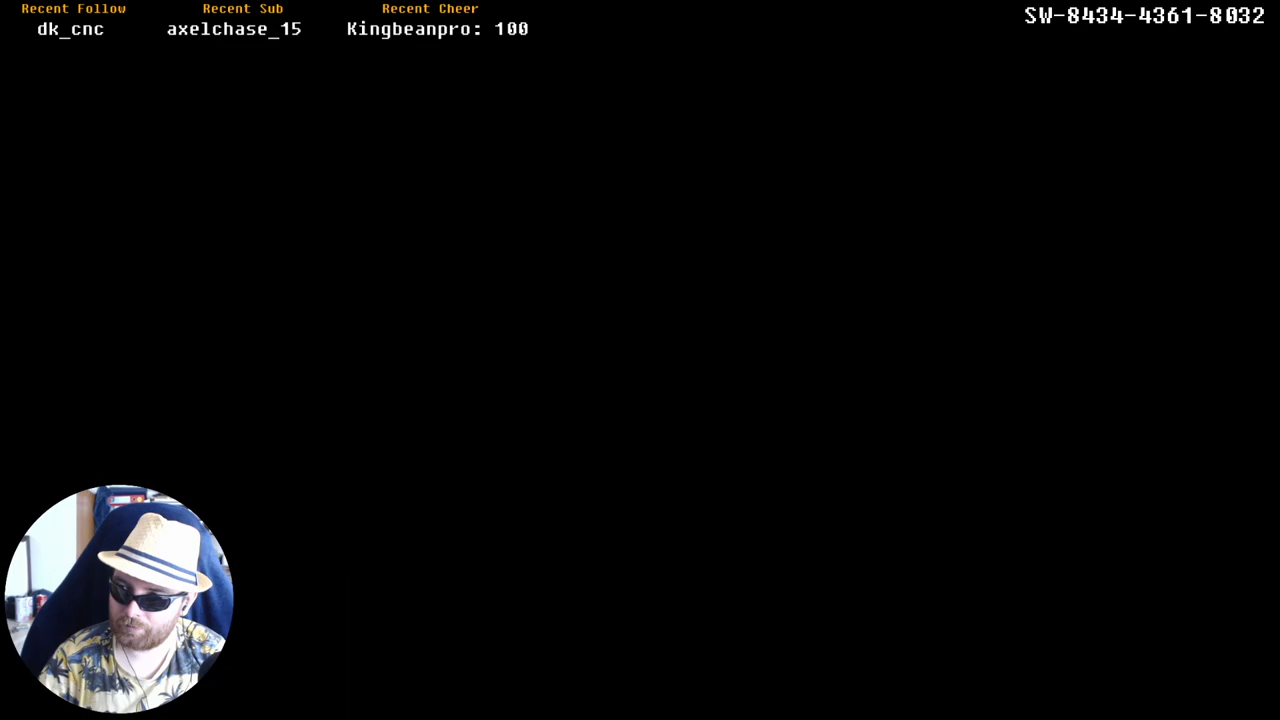 Recent Follow Recent Sub Recent Cheer
dk_cnc axelchase_15 Kingbeanpro: 100
SW-8434-4361-8032